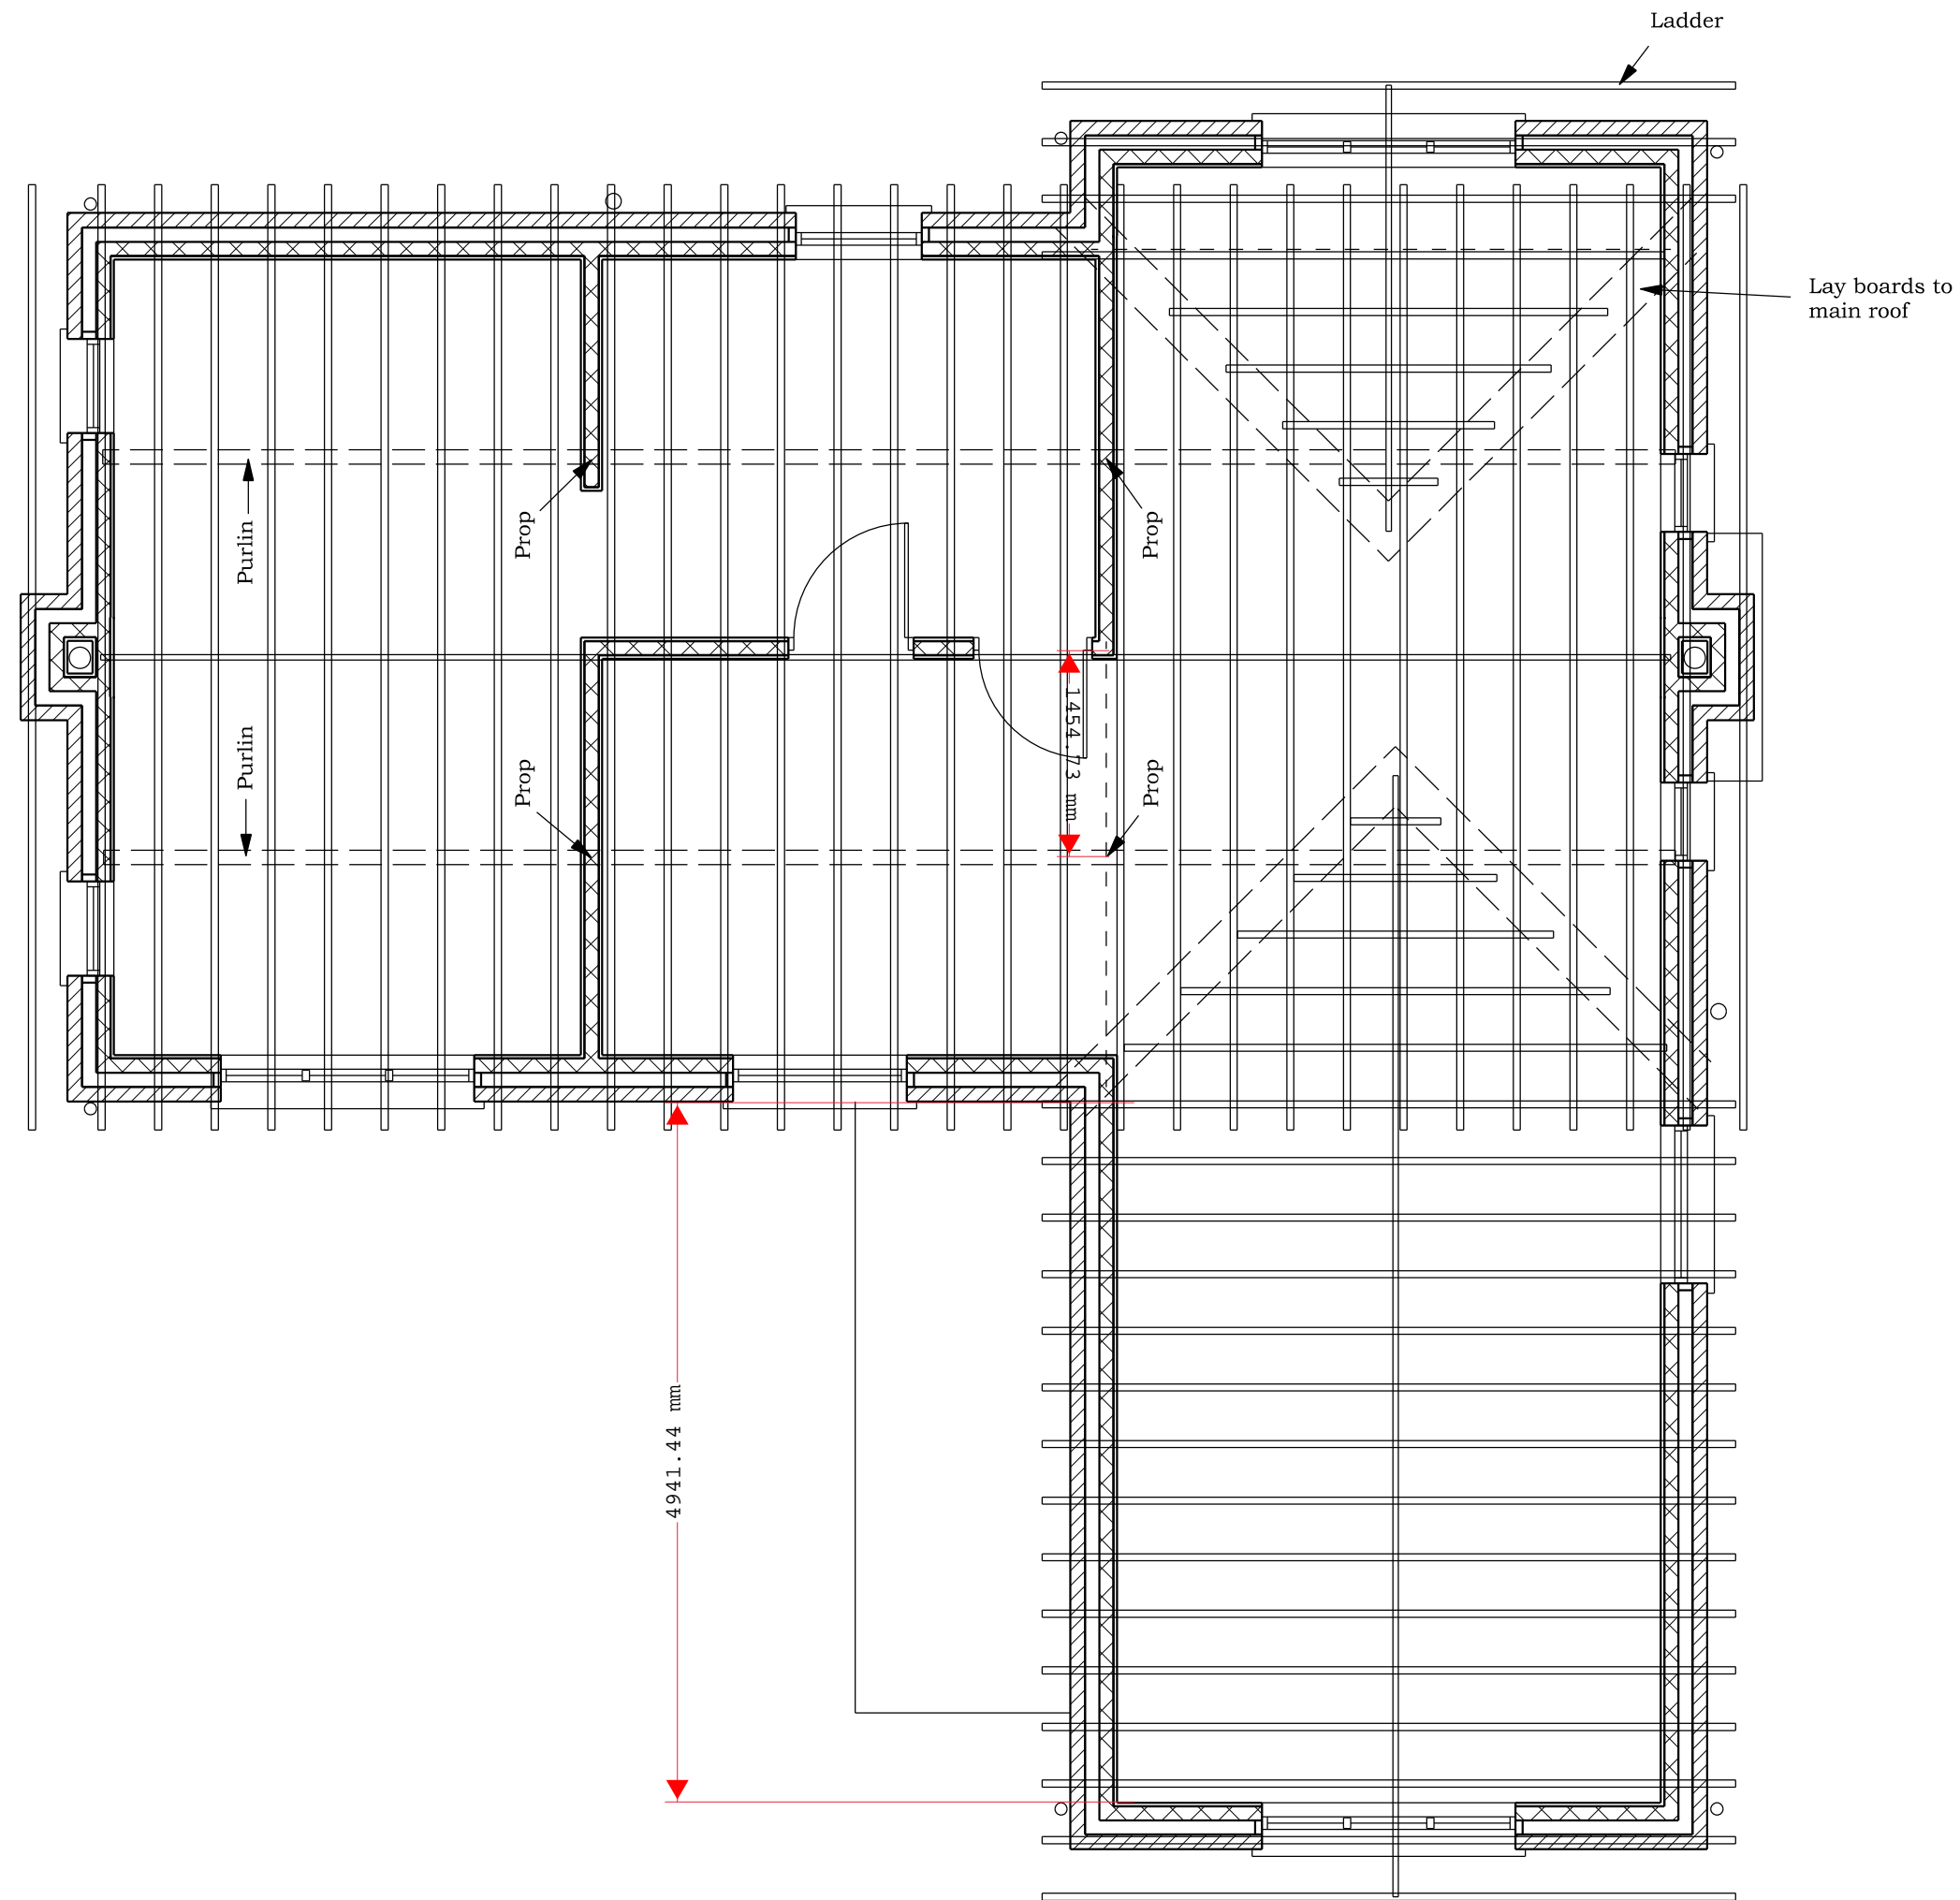 Ladder
Lay boards to
main roof
Purlin
Prop
Prop
Purlin
Prop
Prop
1454.73 mm
4941.44 mm